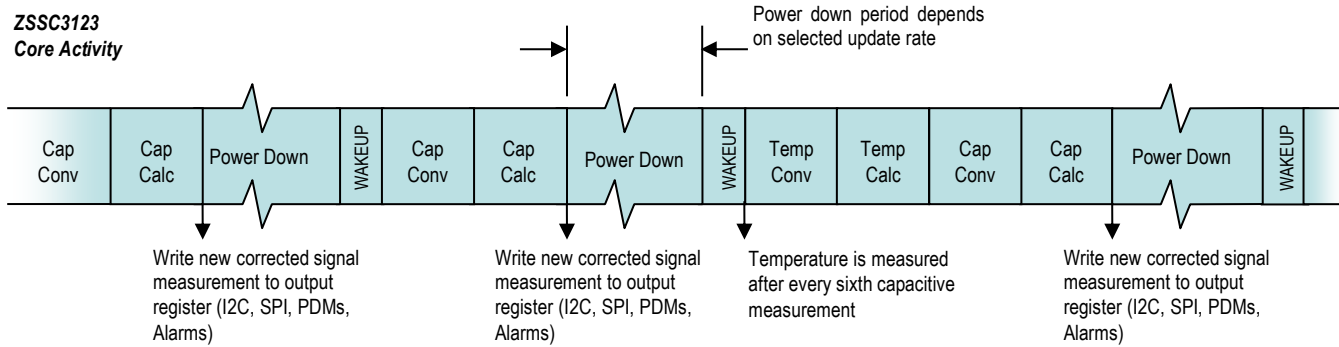 ZSSC3123
Core Activity
Power down period depends
on selected update rate
Cap
Conv
Cap
Calc
Power Down
WAKEUP
Cap
Conv
Cap
Calc
Power Down
WAKEUP
Temp
Conv
Temp
Calc
Cap
Conv
Cap
Calc
Power Down
WAKEUP
Write new corrected signal
measurement to output
register (I2C, SPI, PDMs,
Alarms)
Write new corrected signal
measurement to output
register (I2C, SPI, PDMs,
Alarms)
Temperature is measured
after every sixth capacitive
measurement
Write new corrected signal
measurement to output
register (I2C, SPI, PDMs,
Alarms)